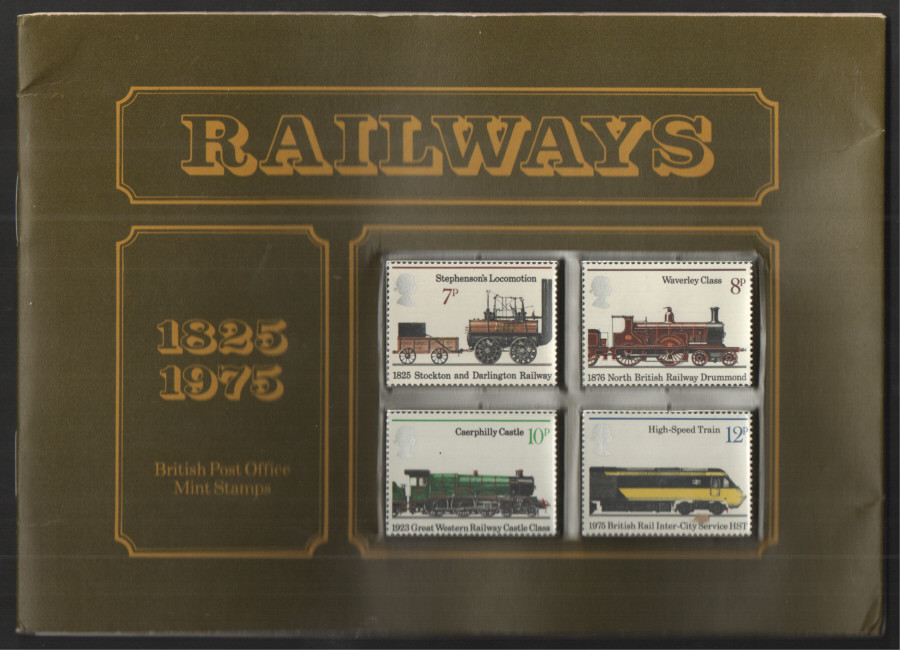 RAILWAYS
1825
1975
British Post Office
Mint Stamps
Stephenson's Locomotion
7P
1825 Stockton and Darlington Railway
Waverley Class
8P
1876 North British Railway Drummond
Caerphilly Castle
10P
1923 Great Western Railway Castle Class
High-Speed Train
12P
1975 British Rail Inter-City Service HST